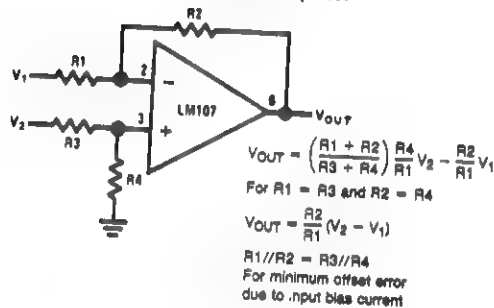 R2
R1
V₁
2
−
LM107
6
VOUT
V₂
3
+
R3
R4
VOUT = ((R1 + R2)/(R3 + R4)) R4/R1 V₂ − R2/R1 V₁
For R1 = R3 and R2 = R4
VOUT = R2/R1 (V₂ − V₁)
R1//R2 = R3//R4
For minimum offset error
due to input bias current